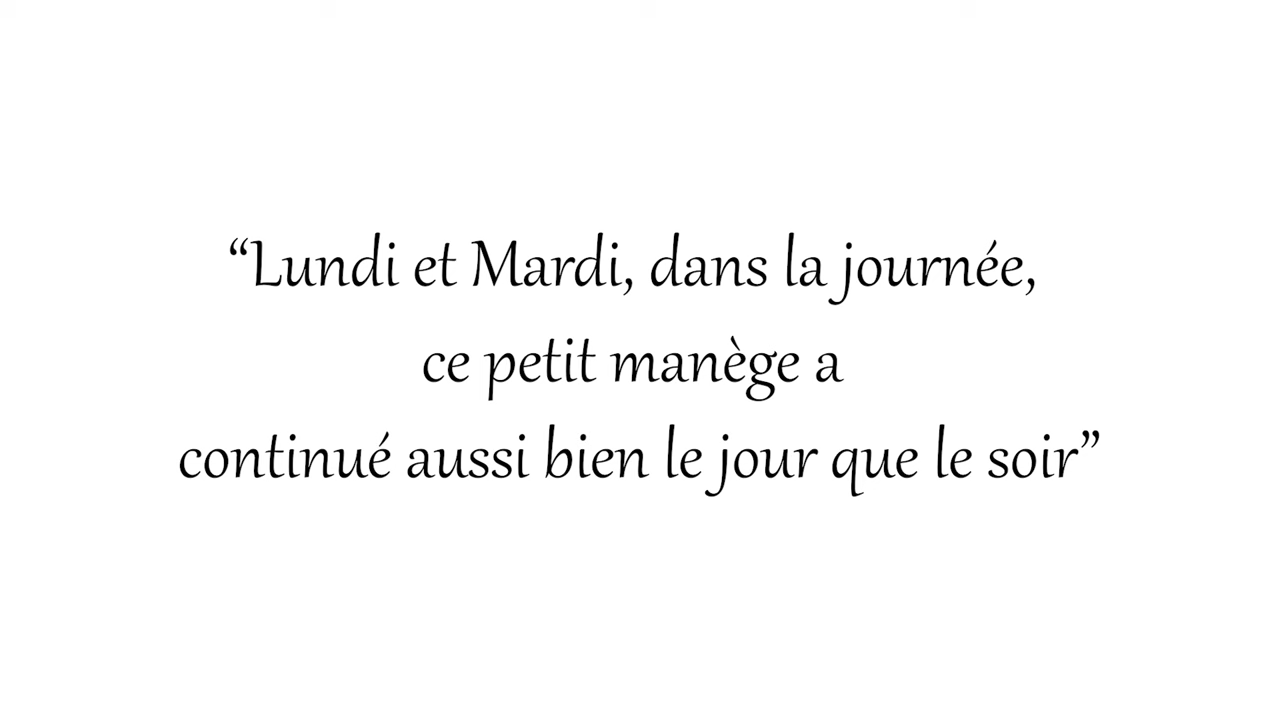 “Lundi et Mardi, dans la journée,
ce petit manège a
continué aussi bien le jour que le soir”